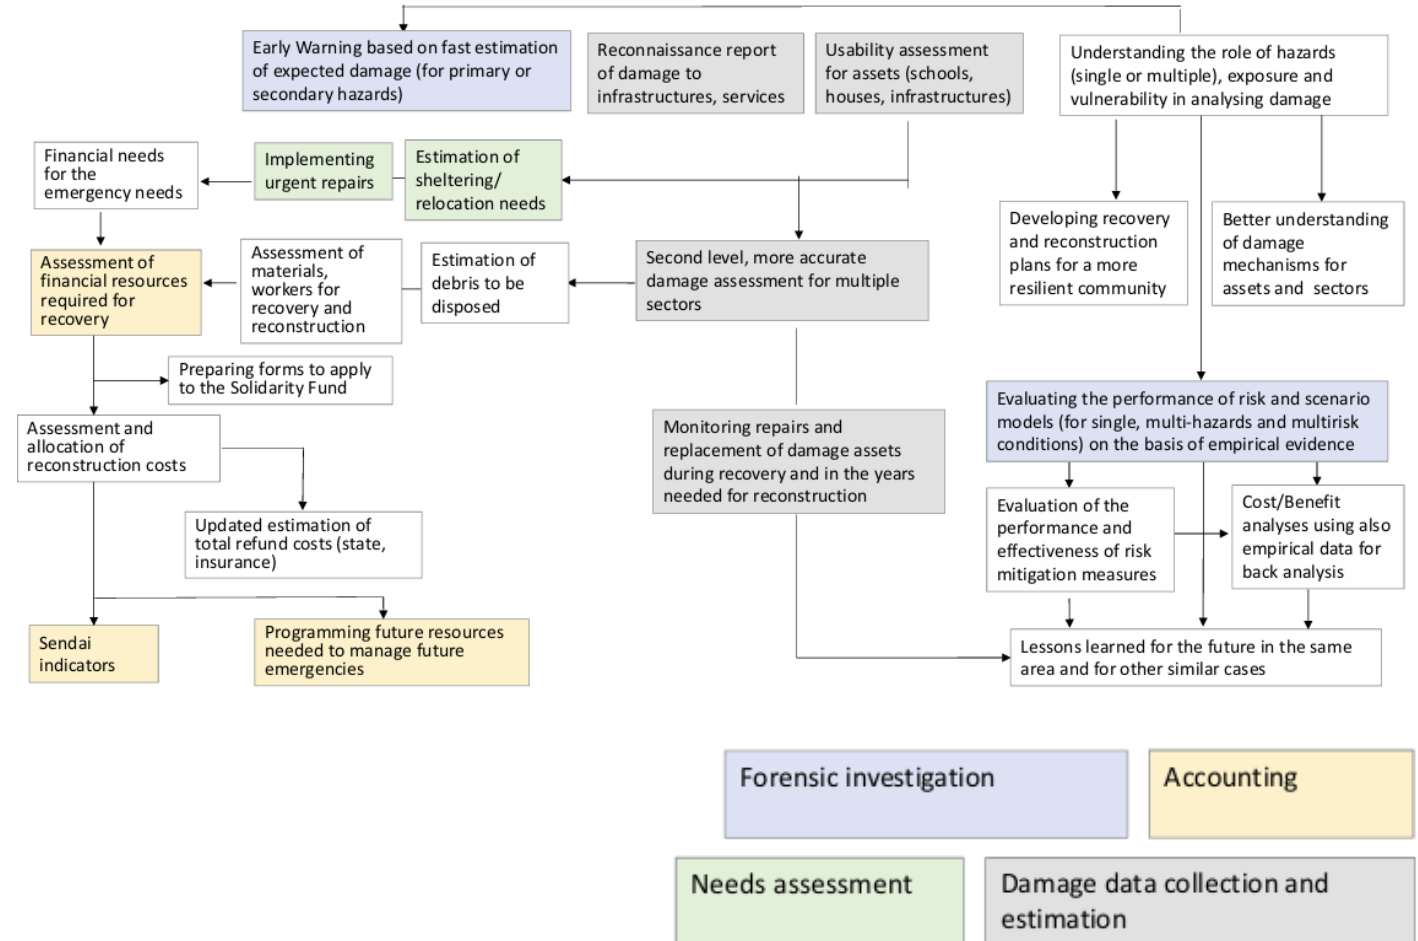 Early Warning based on fast estimation
of expected damage (for primary or
secondary hazards)
Reconnaissance report
of damage to
infrastructures, services
Usability assessment
for assets (schools,
houses, infrastructures)
Understanding the role of hazards
(single or multiple), exposure and
vulnerability in analysing damage
Financial needs
for the
emergency needs
Implementing
urgent repairs
Estimation of
sheltering/
relocation needs
Developing recovery
and reconstruction
plans for a more
resilient community
Better understanding
of damage
mechanisms for
assets and sectors
Assessment of
financial resources
required for
recovery
Assessment of
materials,
workers for
recovery and
reconstruction
Estimation of
debris to be
disposed
Second level, more accurate
damage assessment for multiple
sectors
Preparing forms to apply
to the Solidarity Fund
Evaluating the performance of risk and scenario
models (for single, multi-hazards and multirisk
conditions) on the basis of empirical evidence
Assessment and
allocation of
reconstruction costs
Monitoring repairs and
replacement of damage assets
during recovery and in the years
needed for reconstruction
Evaluation of the
performance and
effectiveness of risk
mitigation measures
Cost/Benefit
analyses using also
empirical data for
back analysis
Updated estimation of
total refund costs (state,
insurance)
Sendai
indicators
Programming future resources
needed to manage future
emergencies
Lessons learned for the future in the same
area and for other similar cases
Forensic investigation
Accounting
Needs assessment
Damage data collection and
estimation